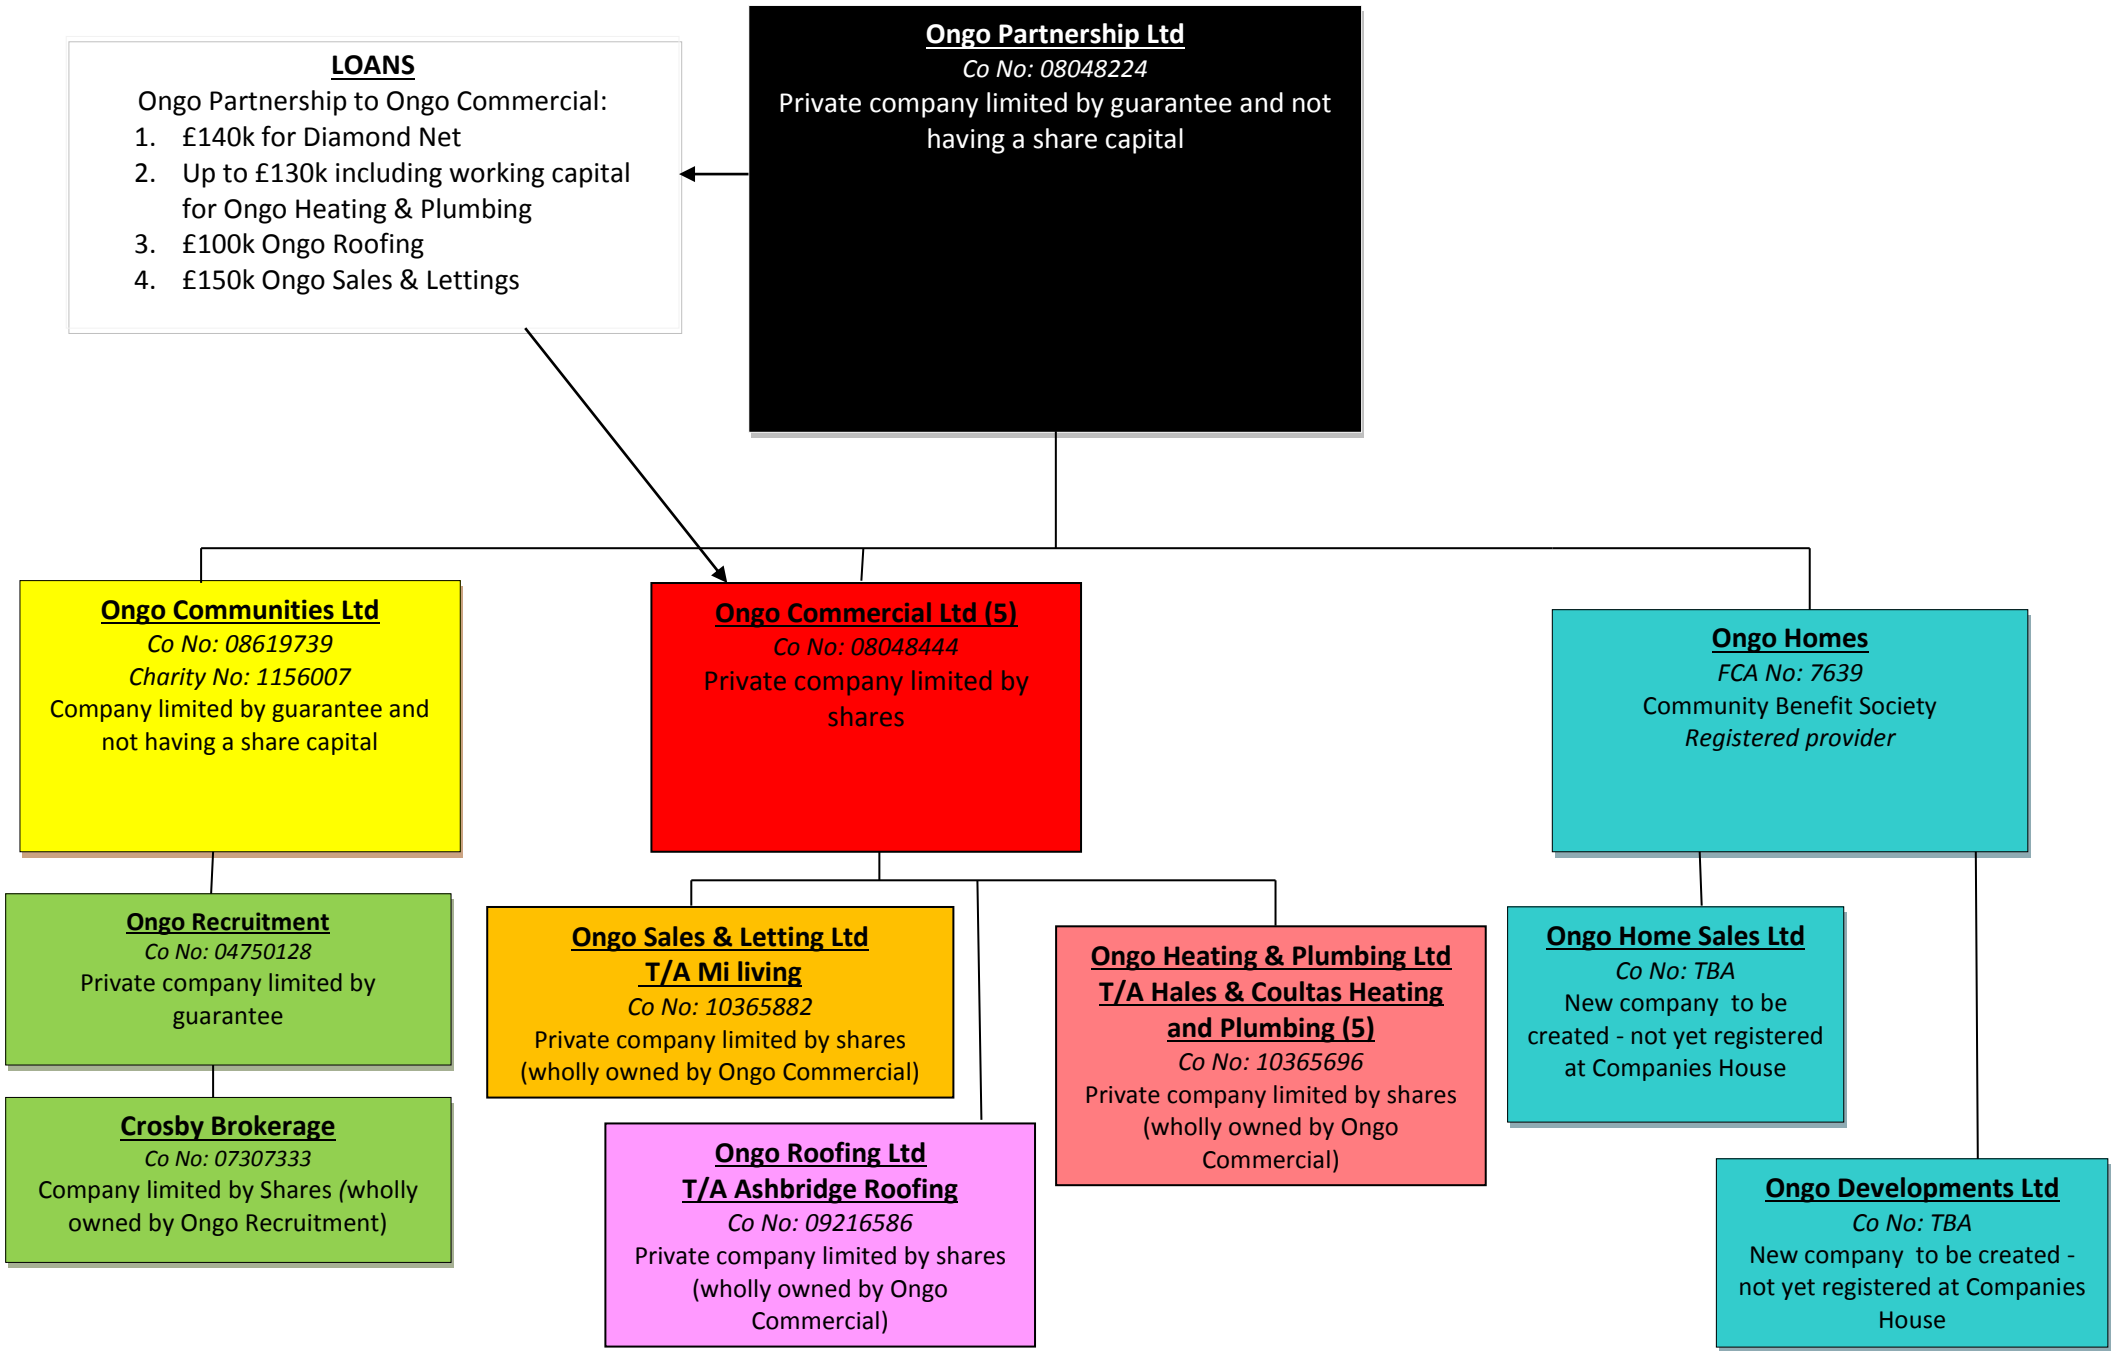 LOANS
Ongo Partnership to Ongo Commercial:
1. £140k for Diamond Net
2. Up to £130k including working capital
for Ongo Heating & Plumbing
3. £100k Ongo Roofing
4. £150k Ongo Sales & Lettings
Ongo Partnership Ltd
Co No: 08048224
Private company limited by guarantee and not
having a share capital
Ongo Communities Ltd
Co No: 08619739
Charity No: 1156007
Company limited by guarantee and
not having a share capital
Ongo Commercial Ltd (5)
Co No: 08048444
Private company limited by
shares
Ongo Homes
FCA No: 7639
Community Benefit Society
Registered provider
Ongo Recruitment
Co No: 04750128
Private company limited by
guarantee
Crosby Brokerage
Co No: 07307333
Company limited by Shares (wholly
owned by Ongo Recruitment)
Ongo Sales & Letting Ltd
T/A Mi living
Co No: 10365882
Private company limited by shares
(wholly owned by Ongo Commercial)
Ongo Roofing Ltd
T/A Ashbridge Roofing
Co No: 09216586
Private company limited by shares
(wholly owned by Ongo
Commercial)
Ongo Heating & Plumbing Ltd
T/A Hales & Coultas Heating
and Plumbing (5)
Co No: 10365696
Private company limited by shares
(wholly owned by Ongo
Commercial)
Ongo Home Sales Ltd
Co No: TBA
New company to be
created - not yet registered
at Companies House
Ongo Developments Ltd
Co No: TBA
New company to be created -
not yet registered at Companies
House